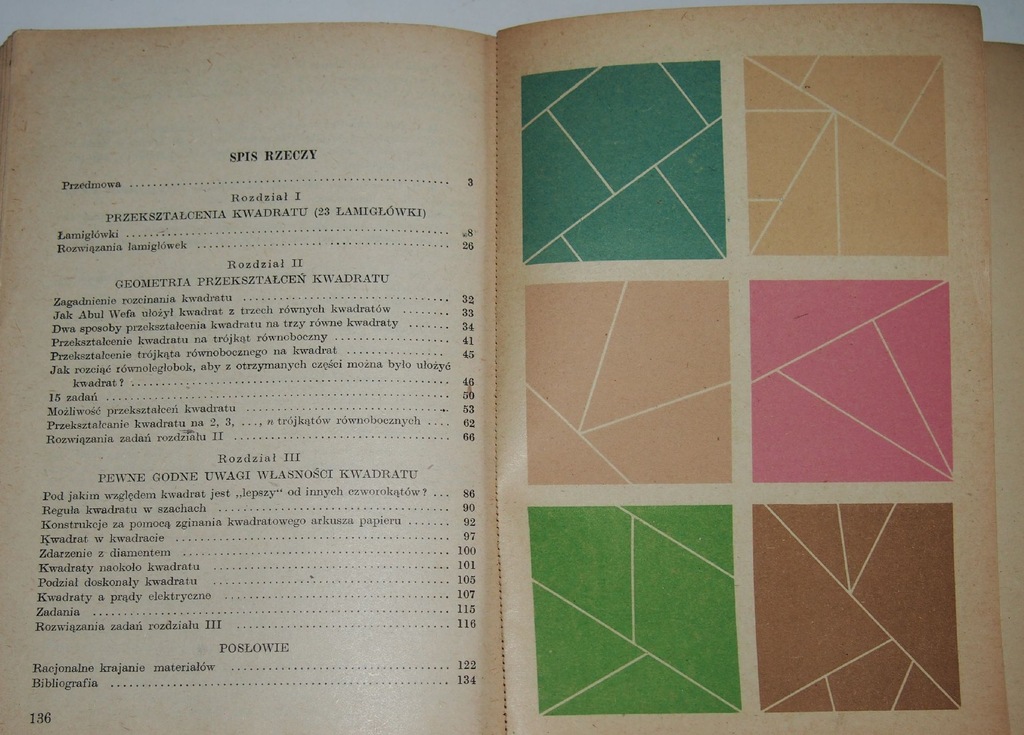 SPIS RZECZY
Przedmowa 3
Rozdział I
PRZEKSZTAŁCENIA KWADRATU (23 ŁAMIGŁÓWKI)
Łamigłówki 8
Rozwiązania łamigłówek 26
Rozdział II
GEOMETRIA PRZEKSZTAŁCEŃ KWADRATU
Zagadnienie rozcinania kwadratu 32
Jak Abul Wefa ułożył kwadrat z trzech równych kwadratów 33
Dwa sposoby przekształcenia kwadratu na trzy równe kwadraty 34
Przekształcenie kwadratu na trójkąt równoboczny 41
Przekształcenie trójkąta równobocznego na kwadrat 45
Jak rozciąć równoległobok, aby z otrzymanych części można było ułożyć
kwadrat? 46
15 zadań 50
Możliwość przekształceń kwadratu 53
Przekształcanie kwadratu na 2, 3, ..., n trójkątów równobocznych 62
Rozwiązania zadań rozdziału II 66
Rozdział III
PEWNE GODNE UWAGI WŁASNOŚCI KWADRATU
Pod jakim względem kwadrat jest „lepszy“ od innych czworokątów? 86
Reguła kwadratu w szachach 90
Konstrukcje za pomocą zginania kwadratowego arkusza papieru 92
Kwadrat w kwadracie 97
Zdarzenie z diamentem 100
Kwadraty naokoło kwadratu 101
Podział doskonały kwadratu 105
Kwadraty a prądy elektryczne 107
Zadania 115
Rozwiązania zadań rozdziału III 116
POSŁOWIE
Racjonalne krajanie materiałów 122
Bibliografia 134
136